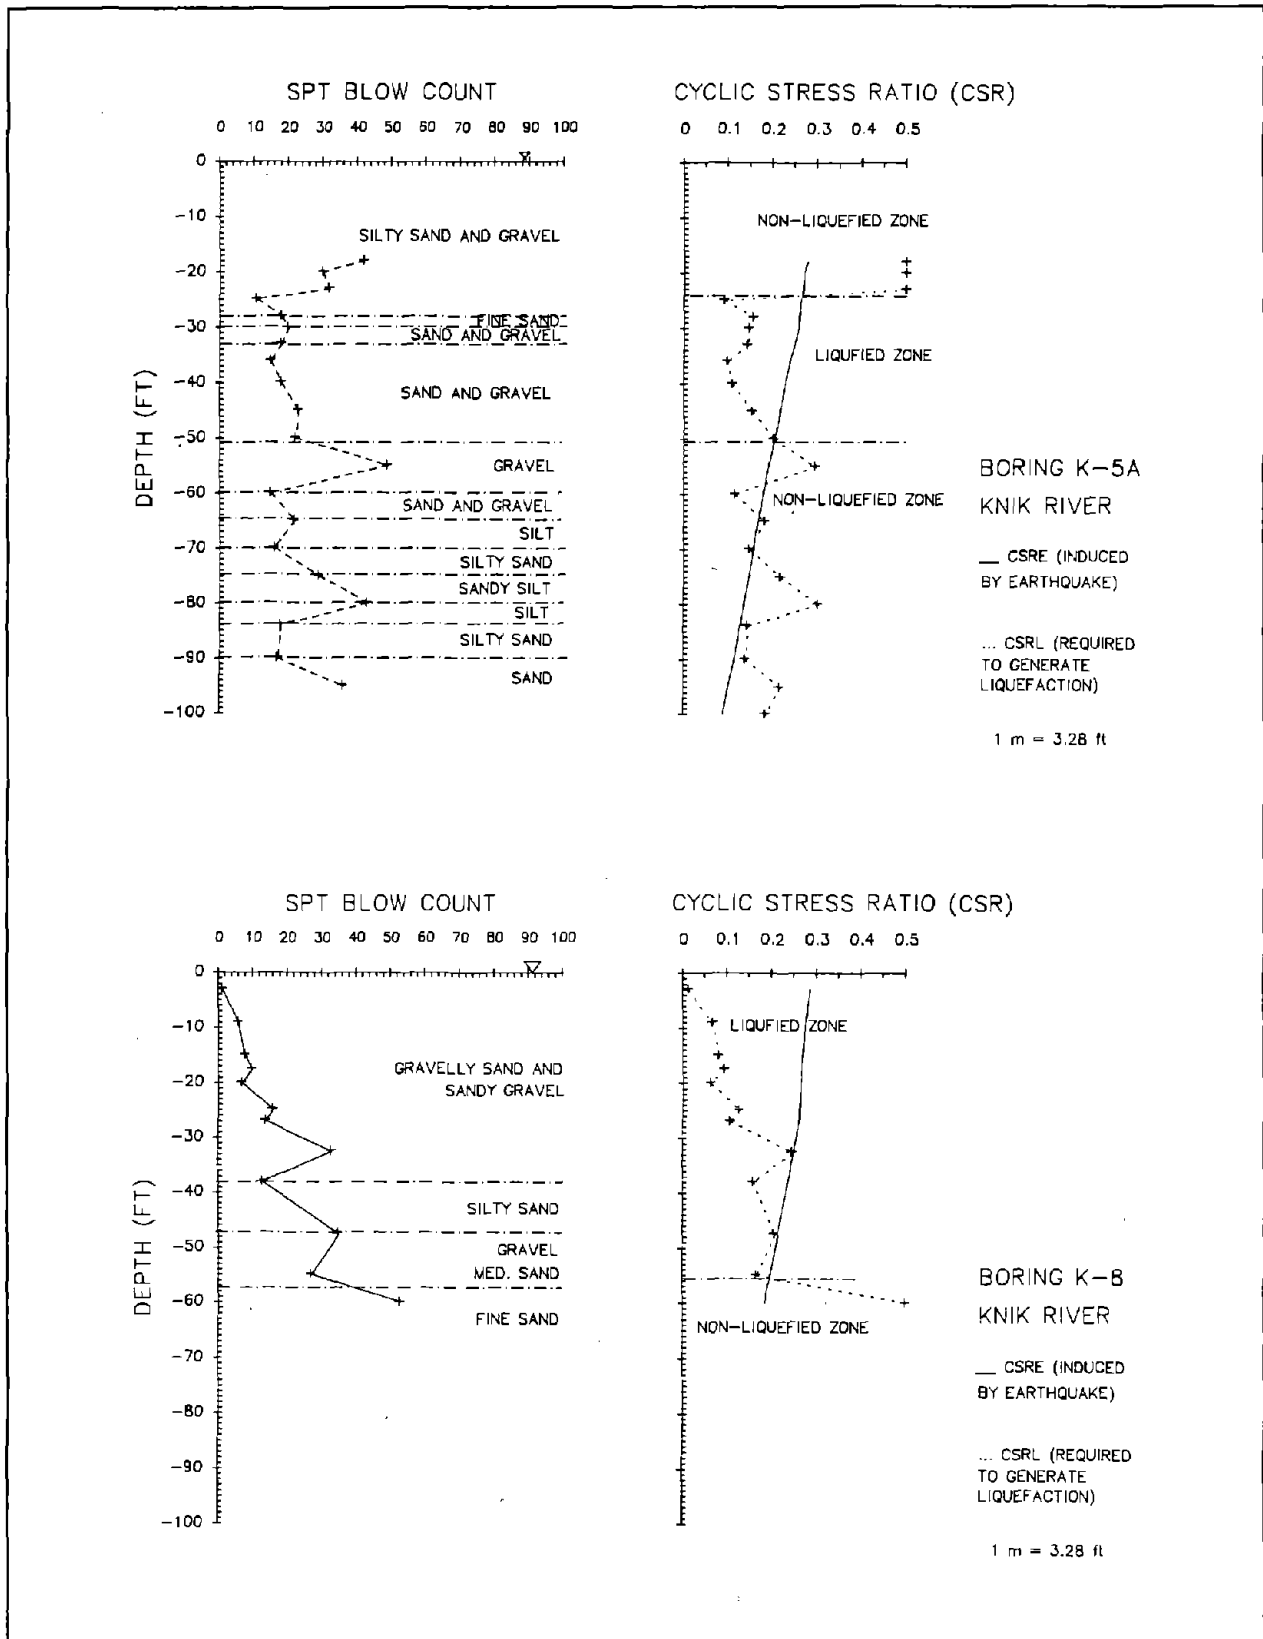 SPT BLOW COUNT
0 10 20 30 40 50 60 70 80 90 100
0
-10
-20
-30
-40
-50
-60
-70
-80
-90
-100
DEPTH (FT)
SILTY SAND AND GRAVEL
FINE SAND
SAND AND GRAVEL
SAND AND GRAVEL
GRAVEL
SAND AND GRAVEL
SILT
SILTY SAND
SANDY SILT
SILT
SILTY SAND
SAND
CYCLIC STRESS RATIO (CSR)
0 0.1 0.2 0.3 0.4 0.5
NON-LIQUEFIED ZONE
LIQUFIED ZONE
NON-LIQUEFIED ZONE
BORING K-5A
KNIK RIVER
__ CSRE (INDUCED
BY EARTHQUAKE)
... CSRL (REQUIRED
TO GENERATE
LIQUEFACTION)
1 m = 3.28 ft
SPT BLOW COUNT
0 10 20 30 40 50 60 70 80 90 100
0
-10
-20
-30
-40
-50
-60
-70
-80
-90
-100
DEPTH (FT)
GRAVELLY SAND AND
SANDY GRAVEL
SILTY SAND
GRAVEL
MED. SAND
FINE SAND
CYCLIC STRESS RATIO (CSR)
0 0.1 0.2 0.3 0.4 0.5
LIQUFIED ZONE
NON-LIQUEFIED ZONE
BORING K-8
KNIK RIVER
__ CSRE (INDUCED
BY EARTHQUAKE)
... CSRL (REQUIRED
TO GENERATE
LIQUEFACTION)
1 m = 3.28 ft